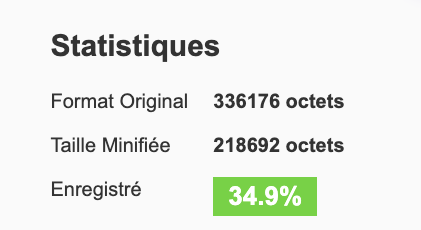 Statistiques
Format Original 336176 octets
Taille Minifiée 218692 octets
Enregistré 34.9%